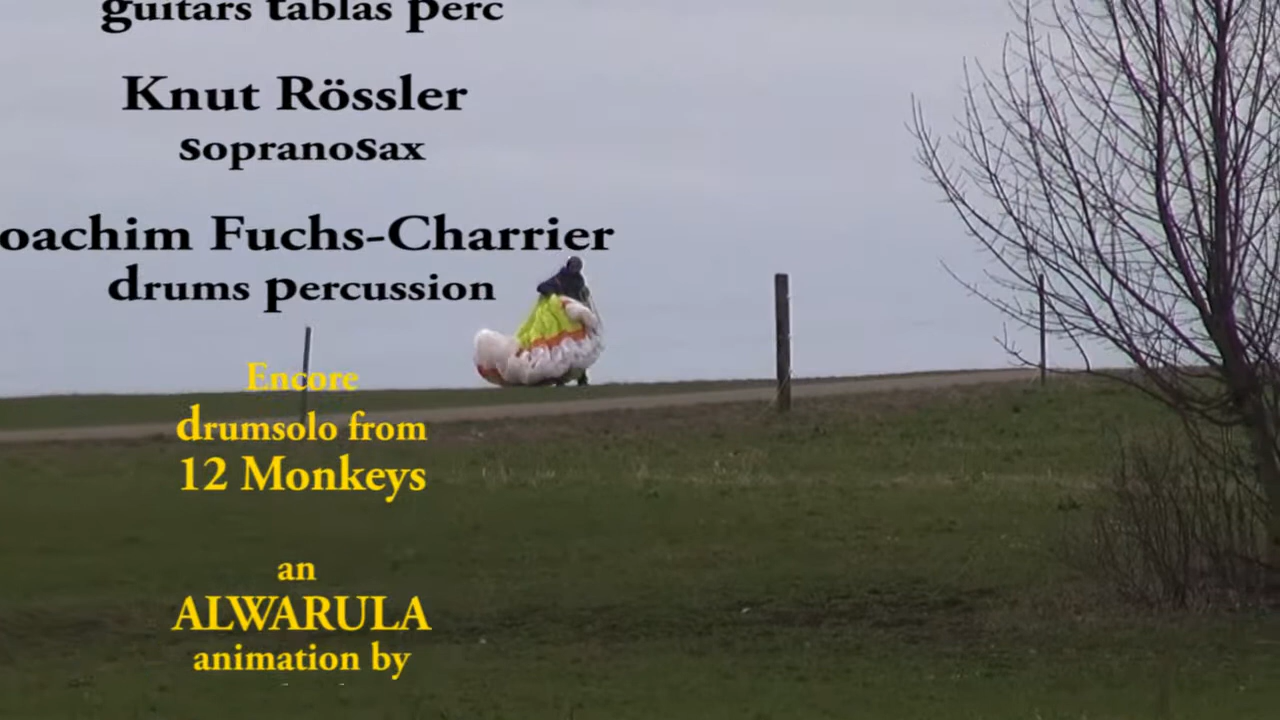 guitars tablas perc
Knut Rössler
sopranosax
oachim Fuchs-Charrier
drums percussion
Encore
drumsolo from
12 Monkeys
an
ALWARULA
animation by